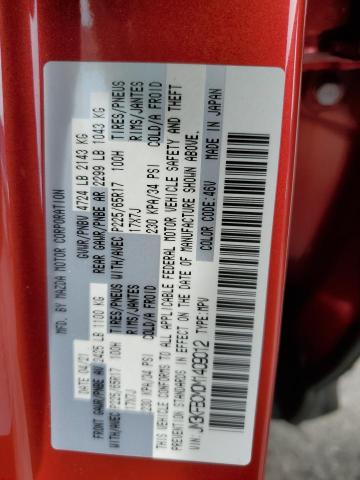 MFD. BY MAZDA MOTOR CORPORATION
DATE 04/21 GVWR/PNBV 4724 LB 2143 KG
FRONT GAWR/PNBE AV 2425 LB 1100 KG REAR GAWR/PNBE AR 2299 LB 1043 KG
WITH/AVEC P225/65R17 100H TIRES/PNEUS WITH/AVEC P225/65R17 100H TIRES/PNEUS
17X7J RIMS/JANTES 17X7J RIMS/JANTES
230 KPA/34 PSI COLD/A FROID 230 KPA/34 PSI COLD/A FROID
THIS VEHICLE CONFORMS TO ALL APPLICABLE FEDERAL MOTOR VEHICLE SAFETY AND THEFT
PREVENTION STANDARDS IN EFFECT ON THE DATE OF MANUFACTURE SHOWN ABOVE.
VIN: TYPE: MPV EXTERIOR COLOR CODE: 46V MADE IN JAPAN